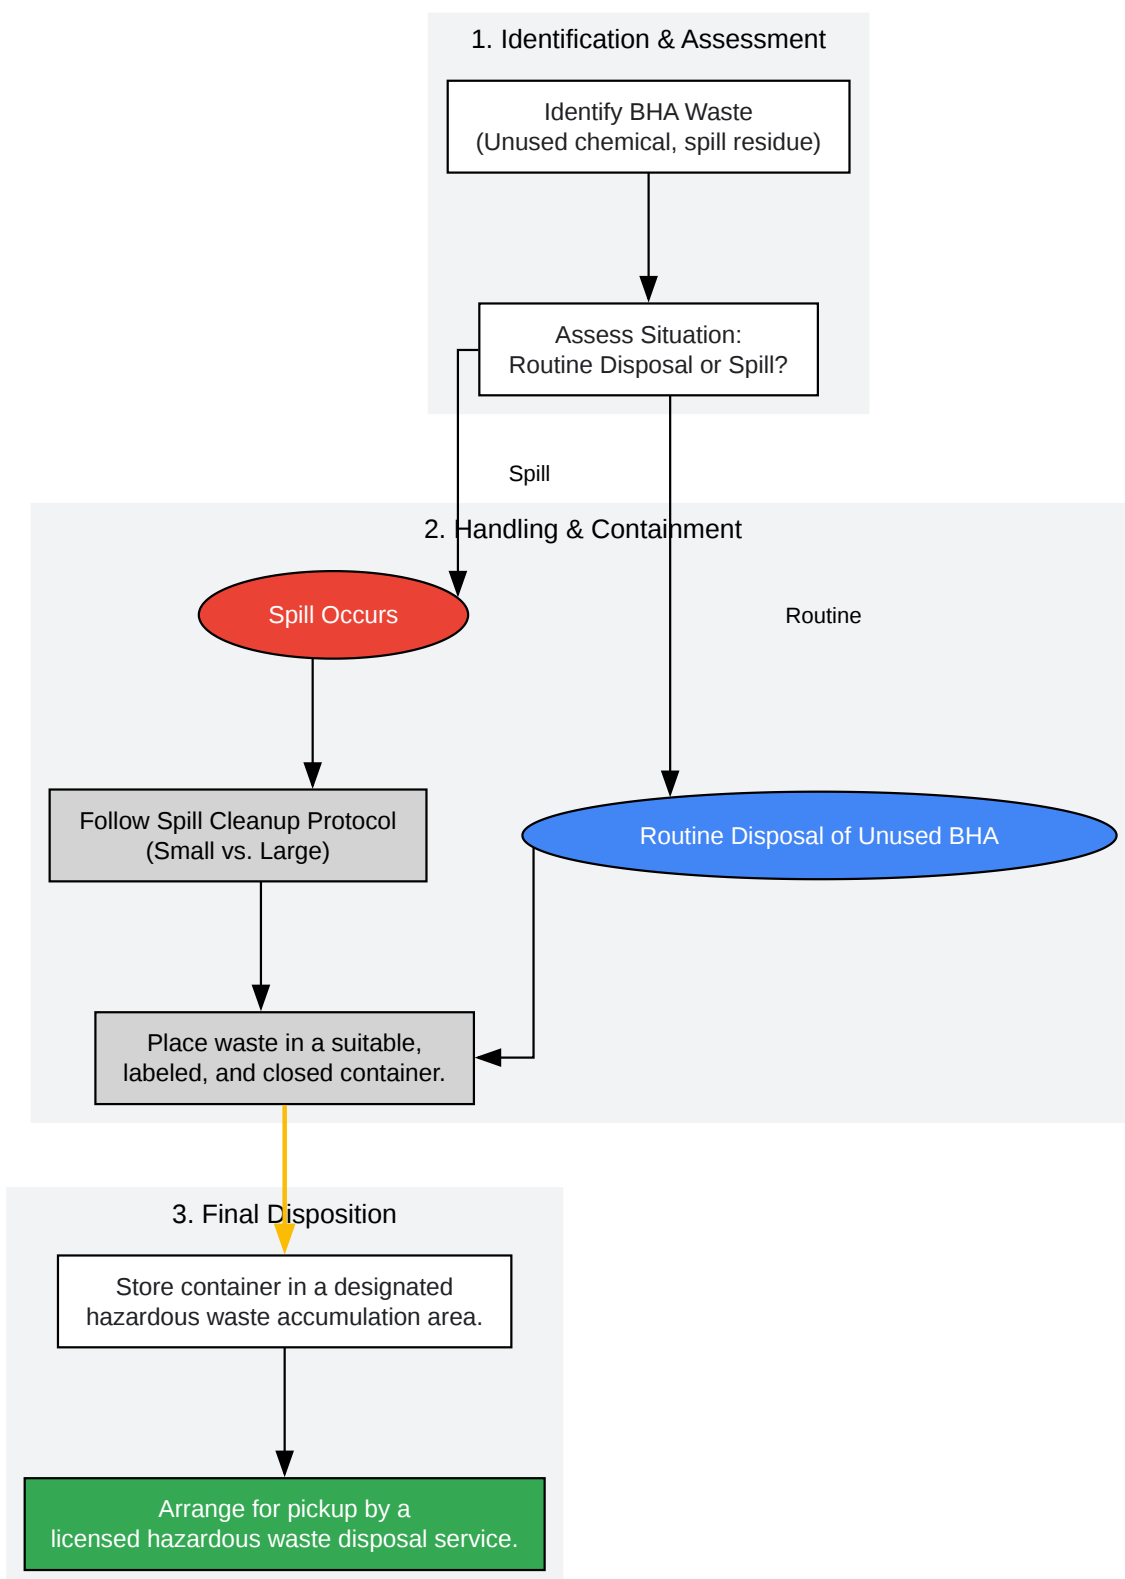 1. Identification & Assessment
Identify BHA Waste
(Unused chemical, spill residue)
Assess Situation:
Routine Disposal or Spill?
Spill
2. Handling & Containment
Spill Occurs
Routine
Follow Spill Cleanup Protocol
(Small vs. Large)
Routine Disposal of Unused BHA
Place waste in a suitable,
labeled, and closed container.
3. Final Disposition
Store container in a designated
hazardous waste accumulation area.
Arrange for pickup by a
licensed hazardous waste disposal service.